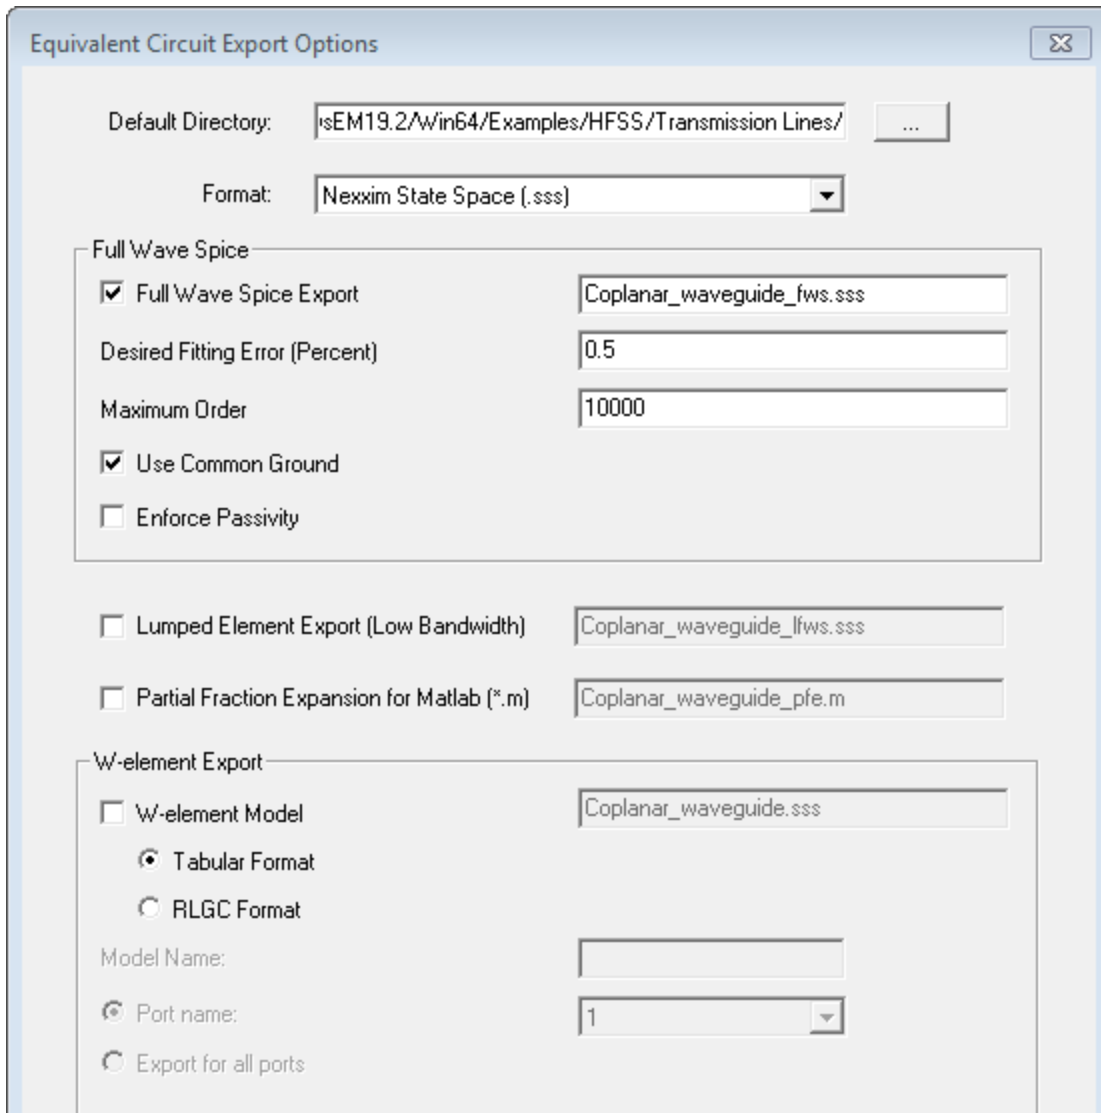 Equivalent Circuit Export Options
Default Directory: sEM19.2/Win64/Examples/HFSS/Transmission Lines/ ...
Format: Nexxim State Space (.sss)
Full Wave Spice
Full Wave Spice Export Coplanar_waveguide_fws.sss
Desired Fitting Error (Percent) 0.5
Maximum Order 10000
Use Common Ground
Enforce Passivity
Lumped Element Export (Low Bandwidth) Coplanar_waveguide_lfws.sss
Partial Fraction Expansion for Matlab (*.m) Coplanar_waveguide_pfe.m
W-element Export
W-element Model Coplanar_waveguide.sss
Tabular Format
RLGC Format
Model Name:
Port name: 1
Export for all ports